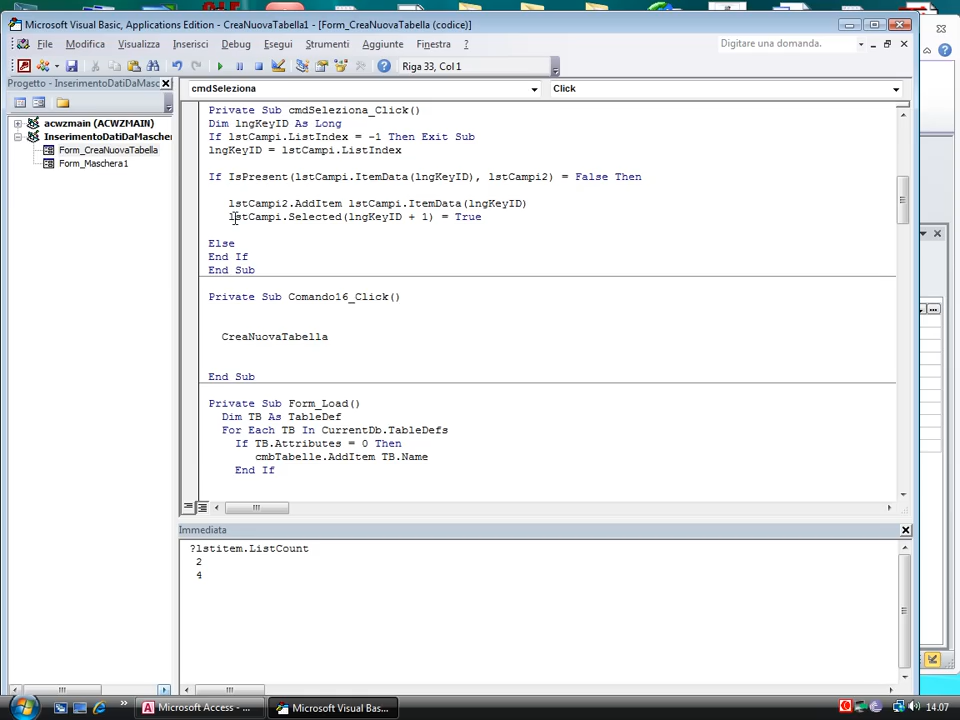 Microsoft Visual Basic, Applications Edition - CreaNuovaTabella1 - [Form_CreaNuovaTabella (codice)]
File Modifica Visualizza Inserisci Debug Esegui Strumenti Aggiunte Finestra ?
Digitare una domanda.
Riga 33, Col 1
Progetto - InserimentoDatiDaMasc
cmdSeleziona
Click
acwzmain (ACWZMAIN)
InserimentoDatiDaMascher
Form_CreaNuovaTabella
Form_Maschera1
Private Sub cmdSeleziona_Click()
Dim lngKeyID As Long
If lstCampi.ListIndex = -1 Then Exit Sub
lngKeyID = lstCampi.ListIndex
If IsPresent(lstCampi.ItemData(lngKeyID), lstCampi2) = False Then
lstCampi2.AddItem lstCampi.ItemData(lngKeyID)
lstCampi.Selected(lngKeyID + 1) = True
Else
End If
End Sub
Private Sub Comando16_Click()
CreaNuovaTabella
End Sub
Private Sub Form_Load()
Dim TB As TableDef
For Each TB In CurrentDb.TableDefs
If TB.Attributes = 0 Then
cmbTabelle.AddItem TB.Name
End If
Immediata
?lstitem.ListCount
2
4
Microsoft Access - ...
Microsoft Visual Bas...
14.07